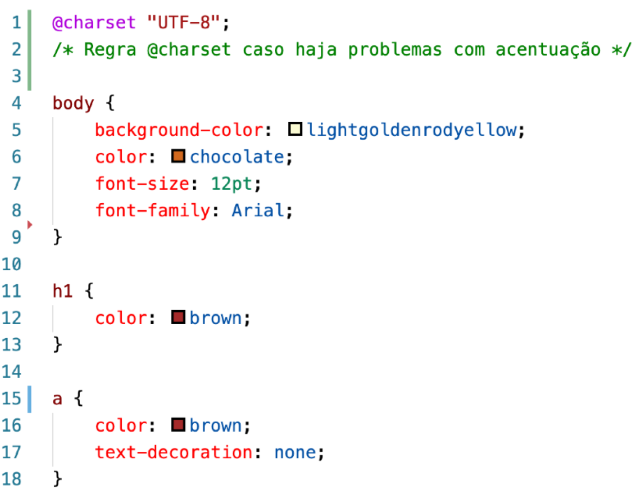 1 @charset "UTF-8";
2 /* Regra @charset caso haja problemas com acentuação */
3
4 body {
5 background-color: lightgoldenrodyellow;
6 color: chocolate;
7 font-size: 12pt;
8 font-family: Arial;
9 }
10
11 h1 {
12 color: brown;
13 }
14
15 a {
16 color: brown;
17 text-decoration: none;
18 }